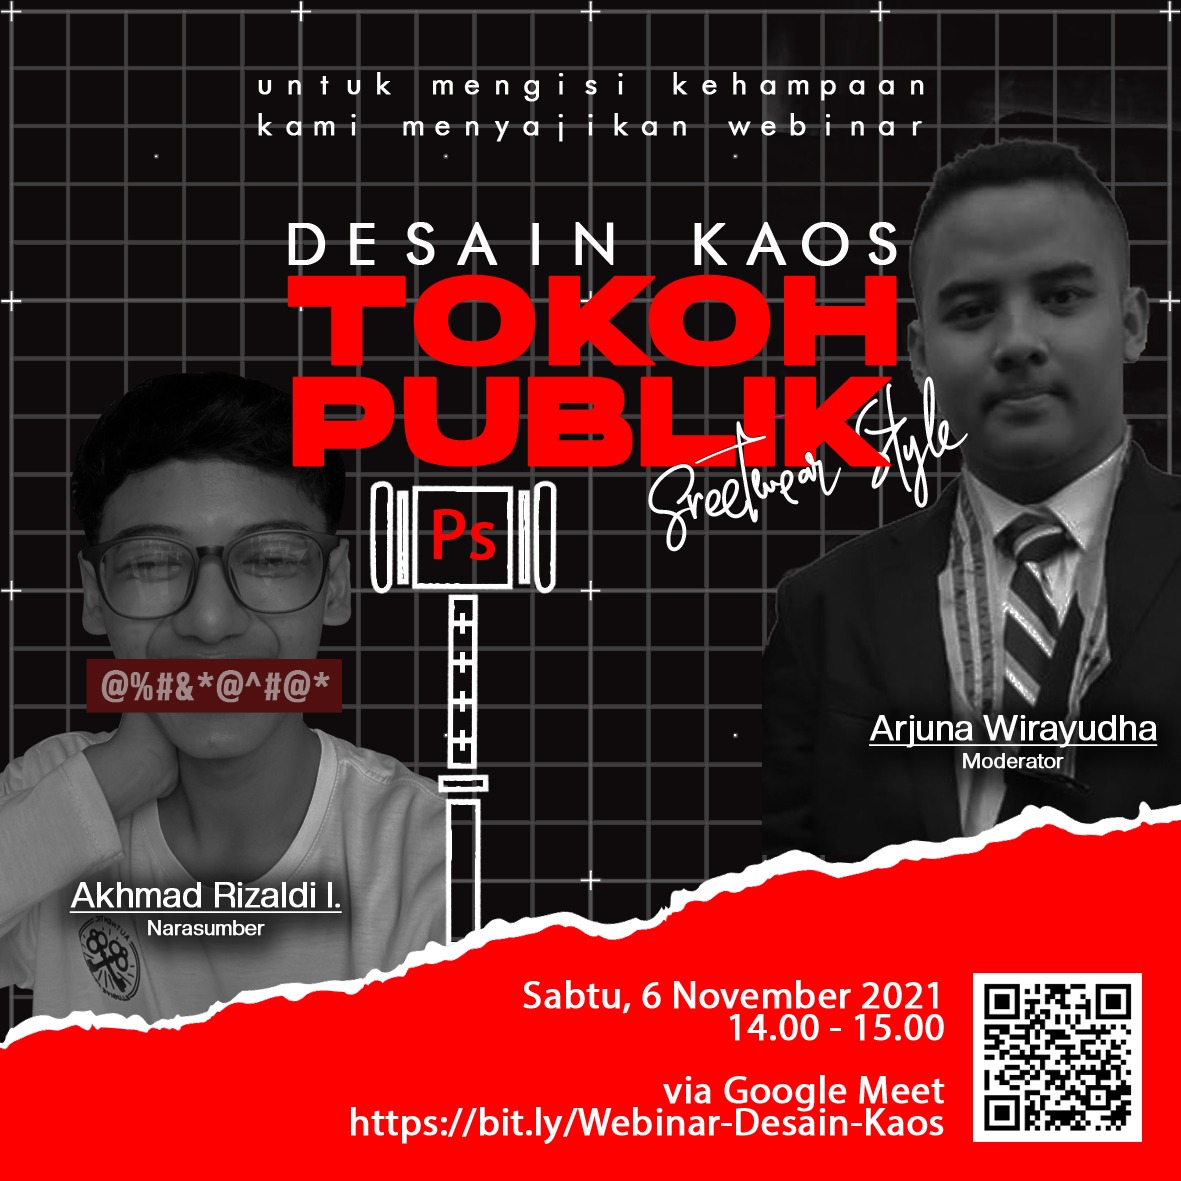 untuk mengisi kehampaan
kami menyajikan webinar
DESAIN KAOS
TOKOH
PUBLIK
Sreetwear Style
Ps
@%#&*@^#@*
Arjuna Wirayudha
Moderator
Akhmad Rizaldi I.
Narasumber
Sabtu, 6 November 2021
14.00 - 15.00
via Google Meet
https://bit.ly/Webinar-Desain-Kaos